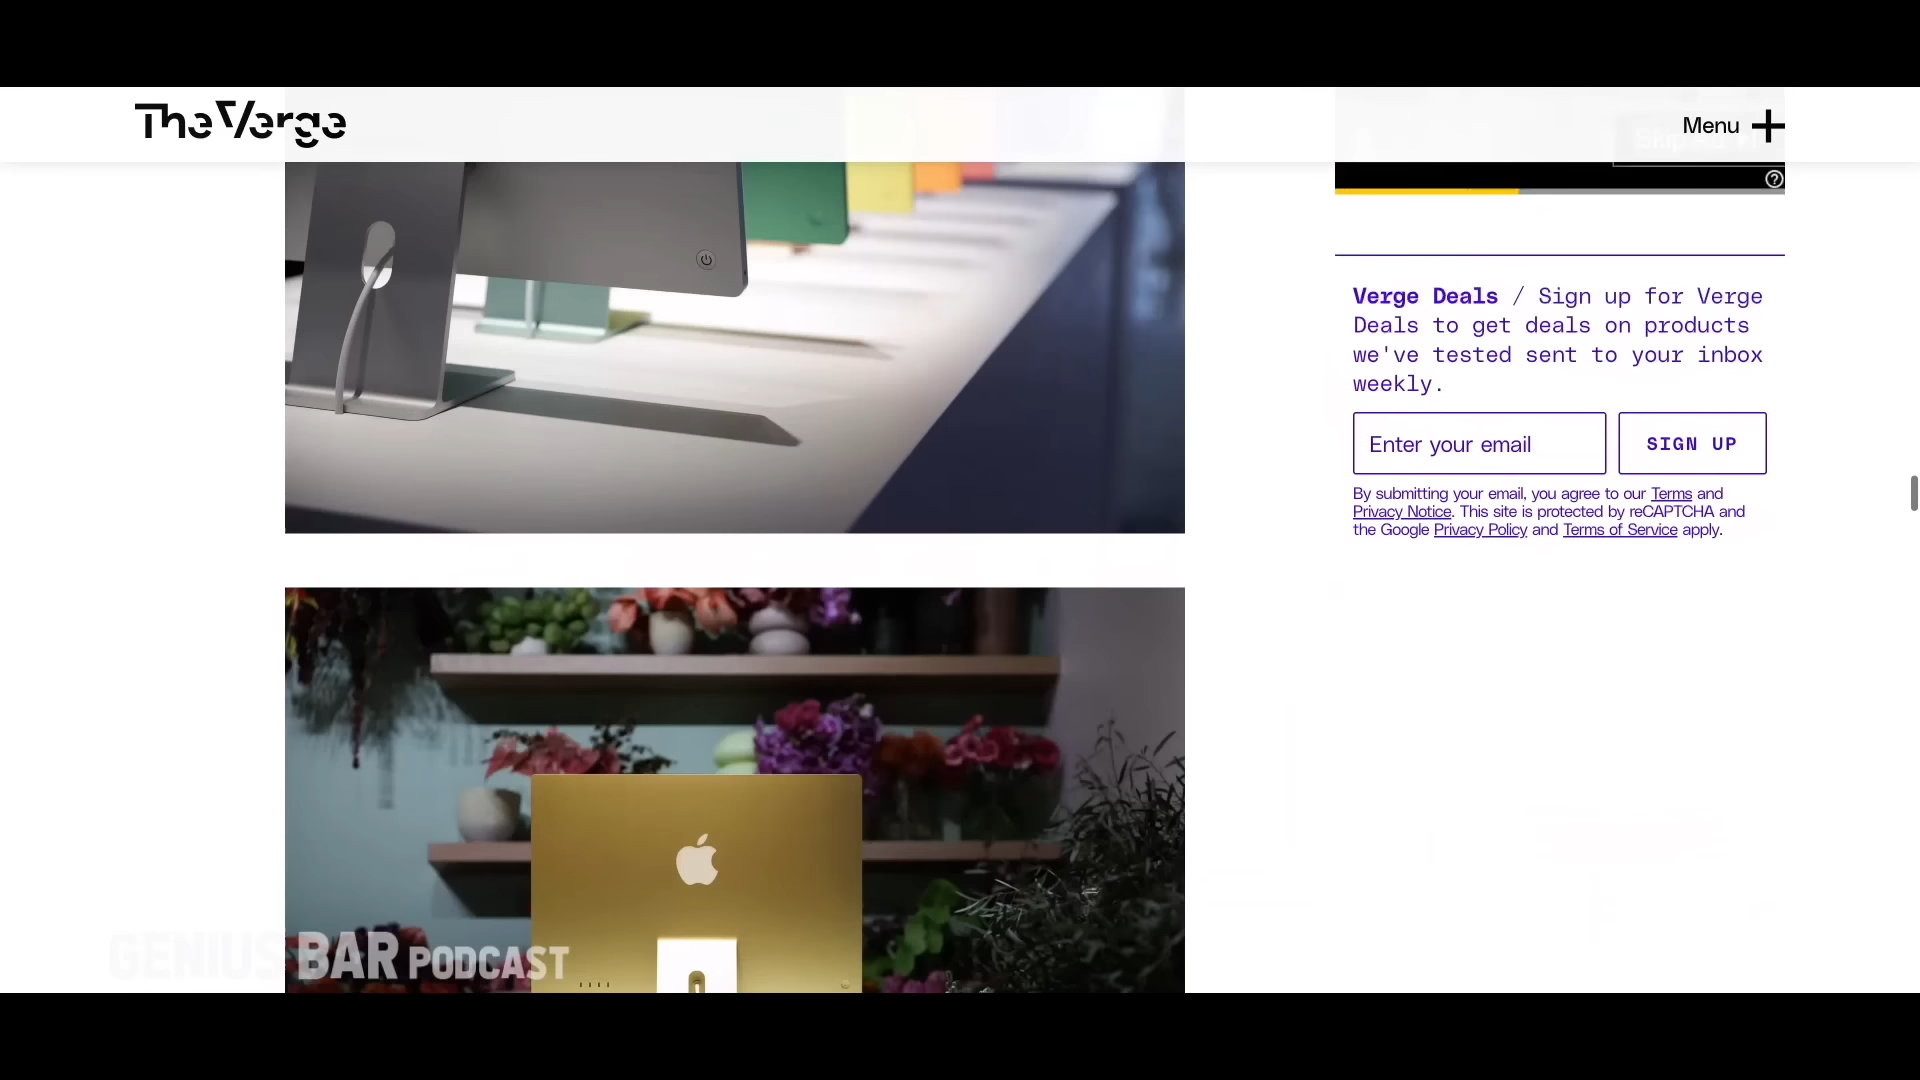 The Verge
Menu
Verge Deals / Sign up for Verge
Deals to get deals on products
we've tested sent to your inbox
weekly.
Enter your email
SIGN UP
By submitting your email, you agree to our Terms and
Privacy Notice. This site is protected by reCAPTCHA and
the Google Privacy Policy and Terms of Service apply.
GENIUS BAR PODCAST